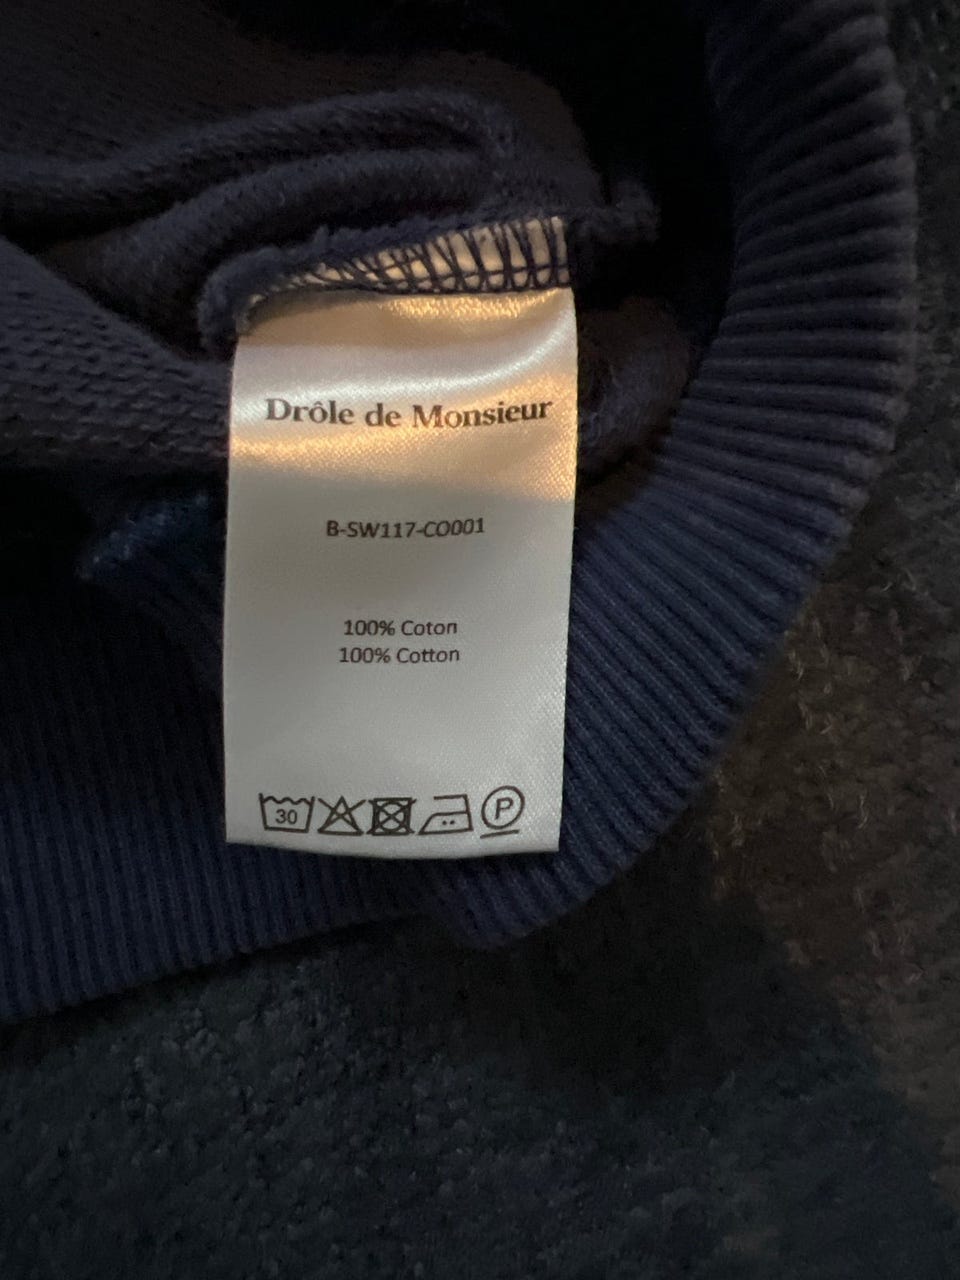 Drôle de Monsieur
B-SW117-CO001
100% Coton
100% Cotton
30 P